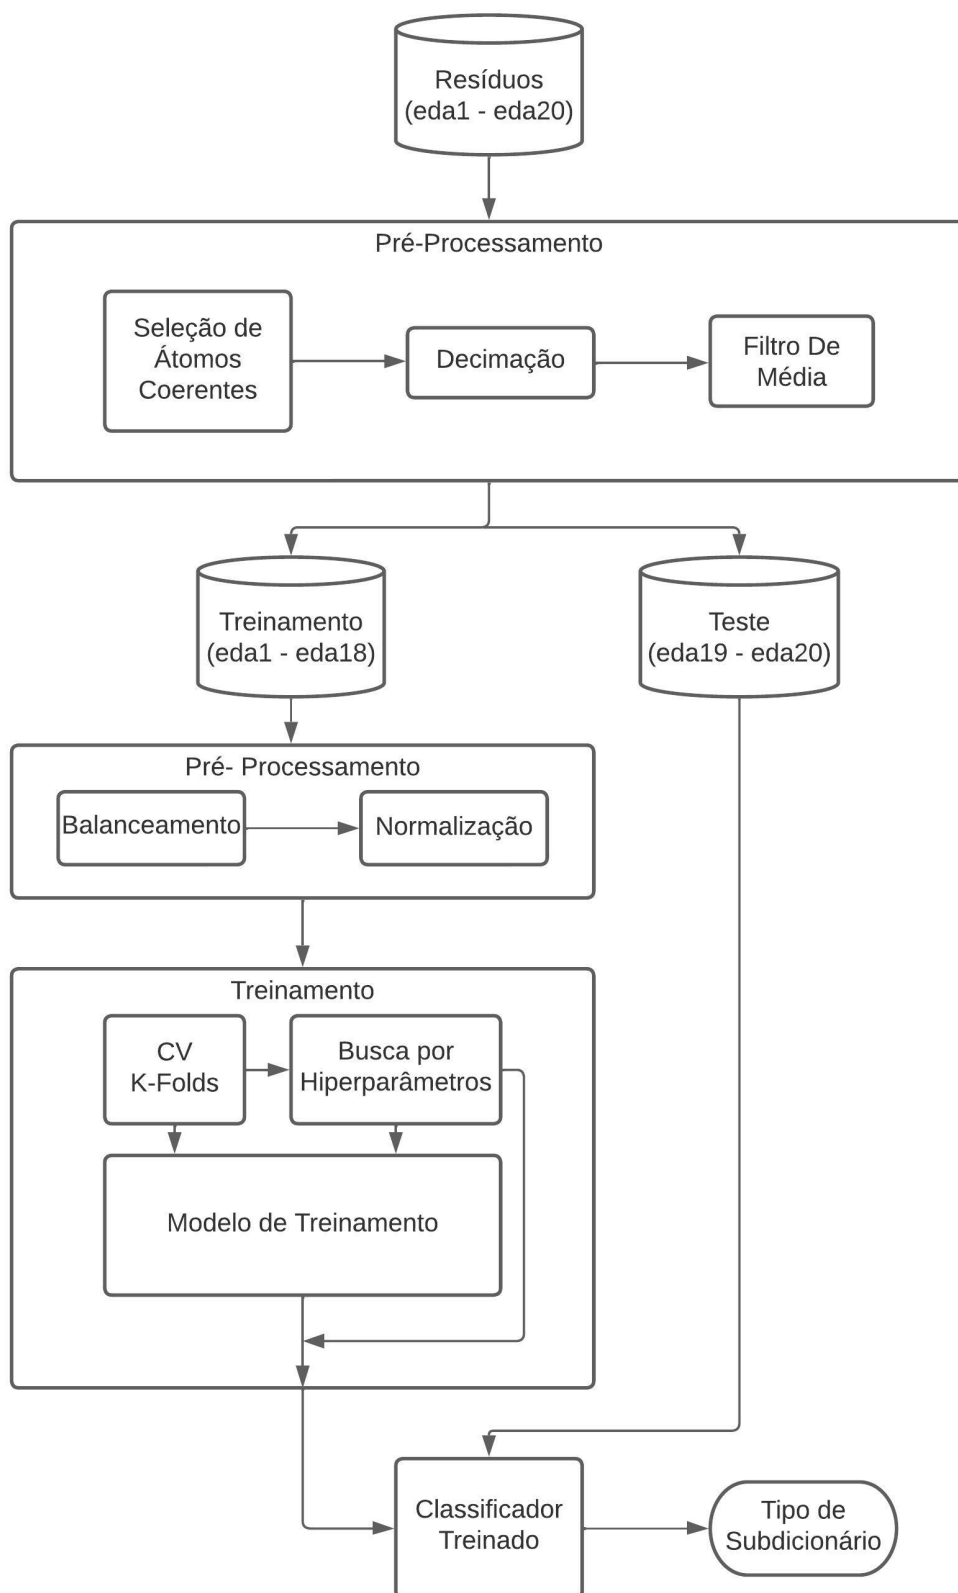 Resíduos
(eda1 - eda20)
Pré-Processamento
Seleção de
Átomos
Coerentes
Decimação
Filtro De
Média
Treinamento
(eda1 - eda18)
Teste
(eda19 - eda20)
Pré- Processamento
Balanceamento
Normalização
Treinamento
CV
K-Folds
Busca por
Hiperparâmetros
Modelo de Treinamento
Classificador
Treinado
Tipo de
Subdicionário